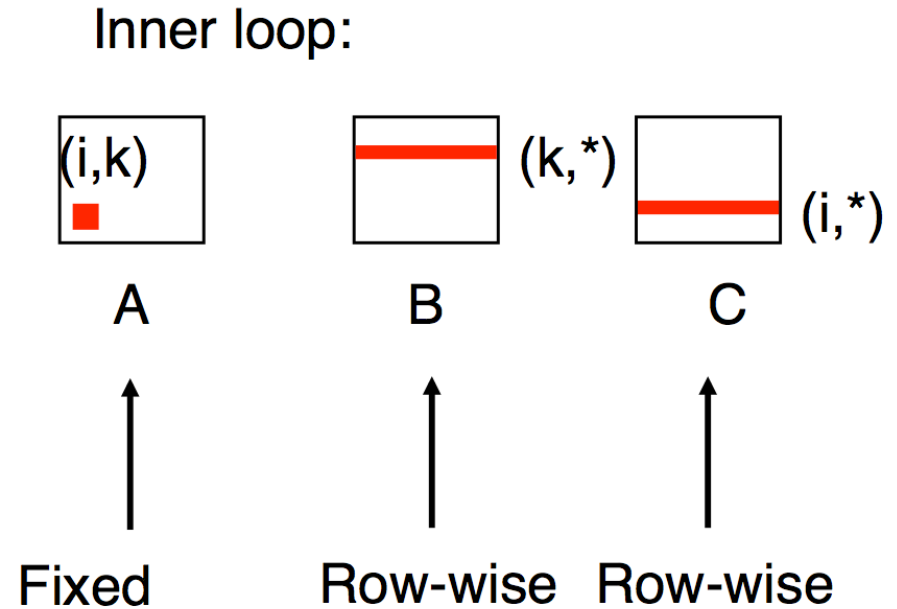 Inner loop:
(i,k)
(k,*)
(i,*)
A
B
C
Fixed
Row-wise
Row-wise